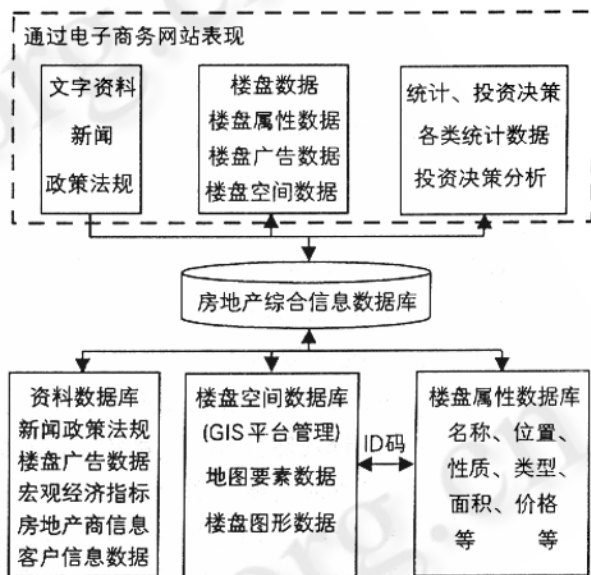 通过电子商务网站表现
文字资料
新闻
政策法规
楼盘数据
楼盘属性数据
楼盘广告数据
楼盘空间数据
统计、投资决策
各类统计数据
投资决策分析
房地产综合信息数据库
资料数据库
新闻政策法规
楼盘广告数据
宏观经济指标
房地产商信息
客户信息数据
楼盘空间数据库
(GIS平台管理)
地图要素数据
楼盘图形数据
ID码
楼盘属性数据库
名称、位置、
性质、类型、
面积、价格
等 等